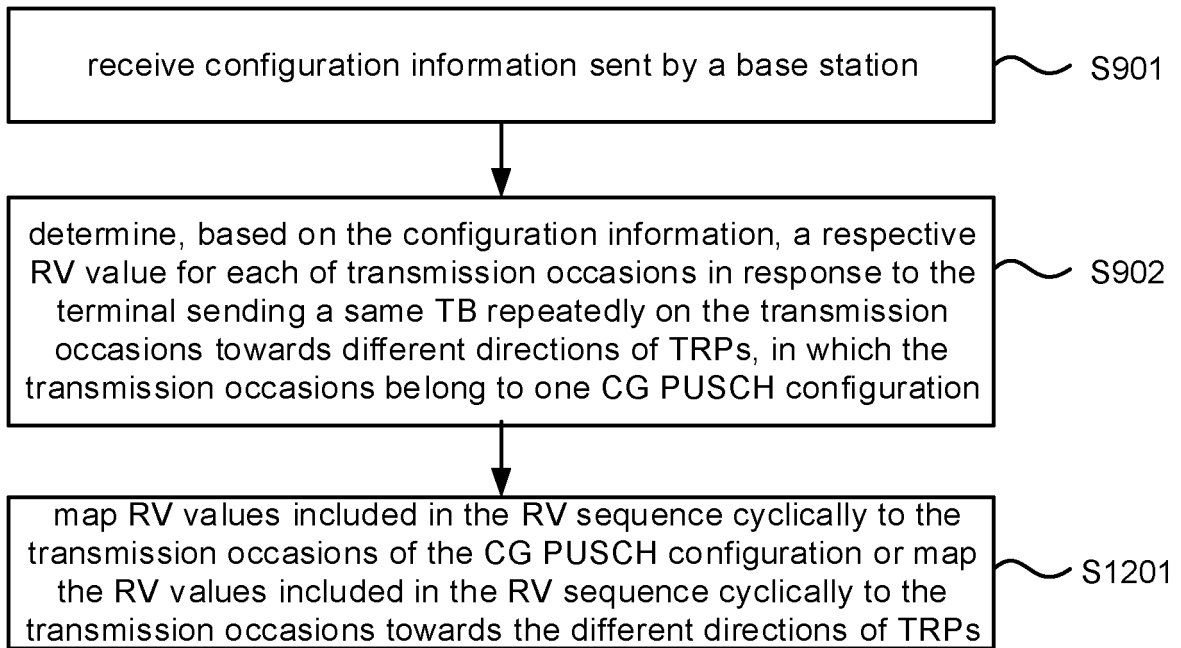 receive configuration information sent by a base station
S901
determine, based on the configuration information, a respective
RV value for each of transmission occasions in response to the
terminal sending a same TB repeatedly on the transmission
occasions towards different directions of TRPs, in which the
transmission occasions belong to one CG PUSCH configuration
S902
map RV values included in the RV sequence cyclically to the
transmission occasions of the CG PUSCH configuration or map
the RV values included in the RV sequence cyclically to the
transmission occasions towards the different directions of TRPs
S1201